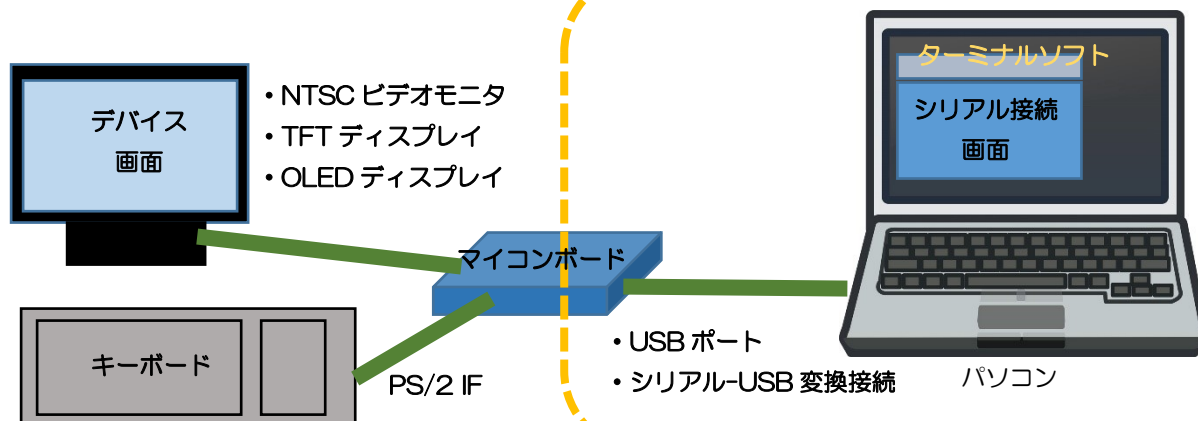 デバイス
画面
・NTSC ビデオモニタ
・TFT ディスプレイ
・OLED ディスプレイ
ターミナルソフト
シリアル接続
画面
マイコンボード
キーボード
PS/2 IF
・USB ポート
・シリアル-USB 変換接続
パソコン